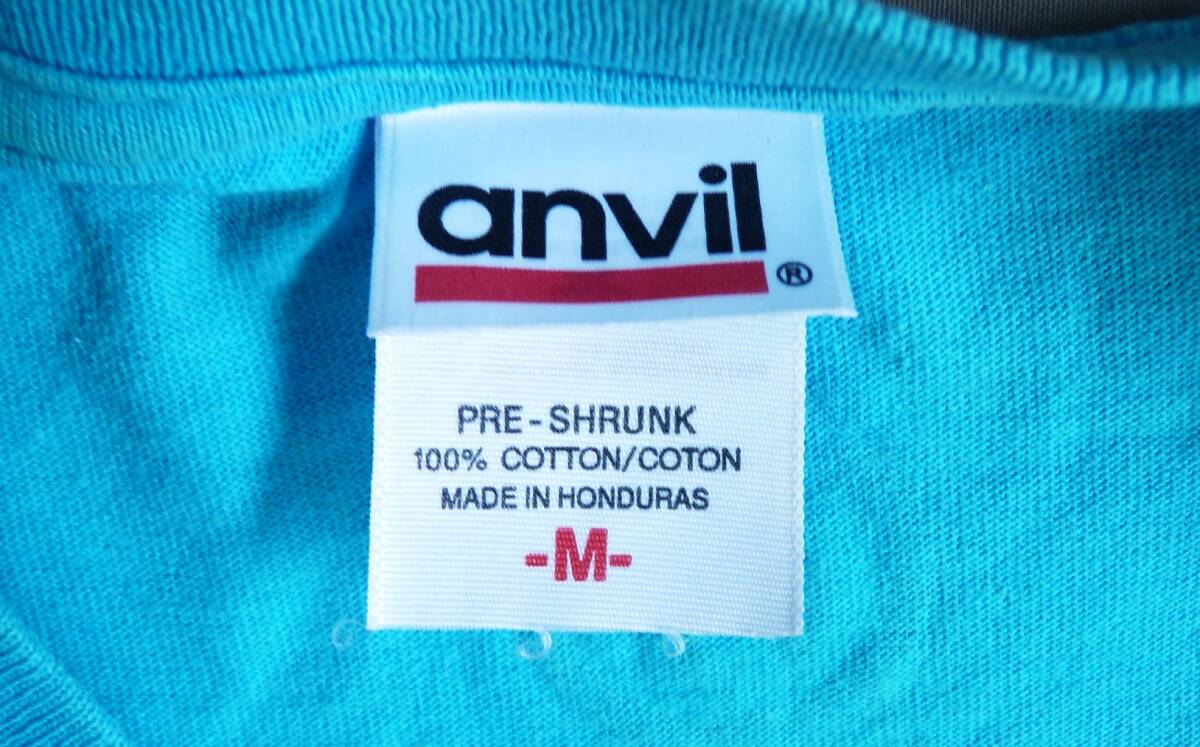 anvil
®
PRE-SHRUNK
100% COTTON/COTON
MADE IN HONDURAS
-M-